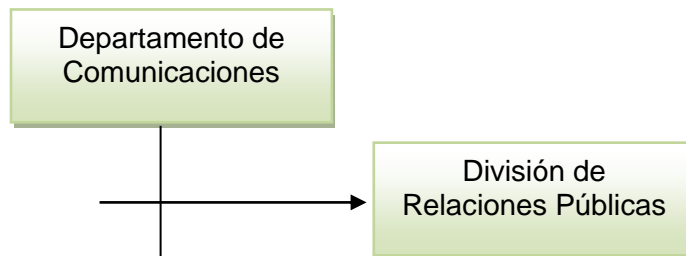 Departamento de
Comunicaciones
División de
Relaciones Públicas